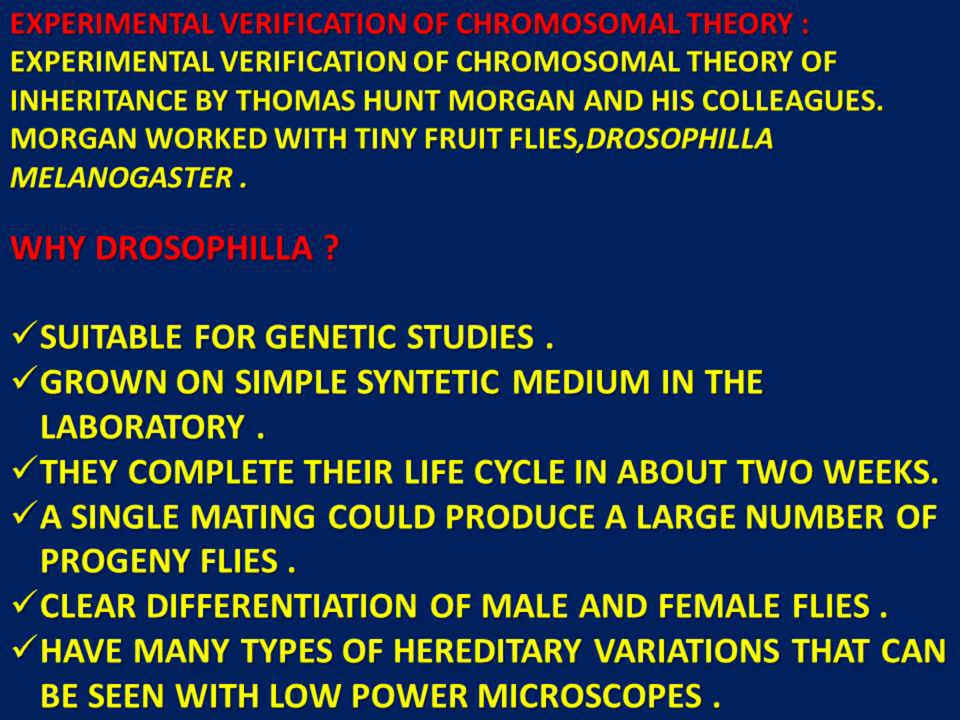 EXPERIMENTAL VERIFICATION OF CHROMOSOMAL THEORY :
EXPERIMENTAL VERIFICATION OF CHROMOSOMAL THEORY OF
INHERITANCE BY THOMAS HUNT MORGAN AND HIS COLLEAGUES.
MORGAN WORKED WITH TINY FRUIT FLIES,DROSOPHILLA
MELANOGASTER .
WHY DROSOPHILLA ?
✓ SUITABLE FOR GENETIC STUDIES .
✓ GROWN ON SIMPLE SYNTETIC MEDIUM IN THE
LABORATORY .
✓ THEY COMPLETE THEIR LIFE CYCLE IN ABOUT TWO WEEKS.
✓ A SINGLE MATING COULD PRODUCE A LARGE NUMBER OF
PROGENY FLIES .
✓ CLEAR DIFFERENTIATION OF MALE AND FEMALE FLIES .
✓ HAVE MANY TYPES OF HEREDITARY VARIATIONS THAT CAN
BE SEEN WITH LOW POWER MICROSCOPES .